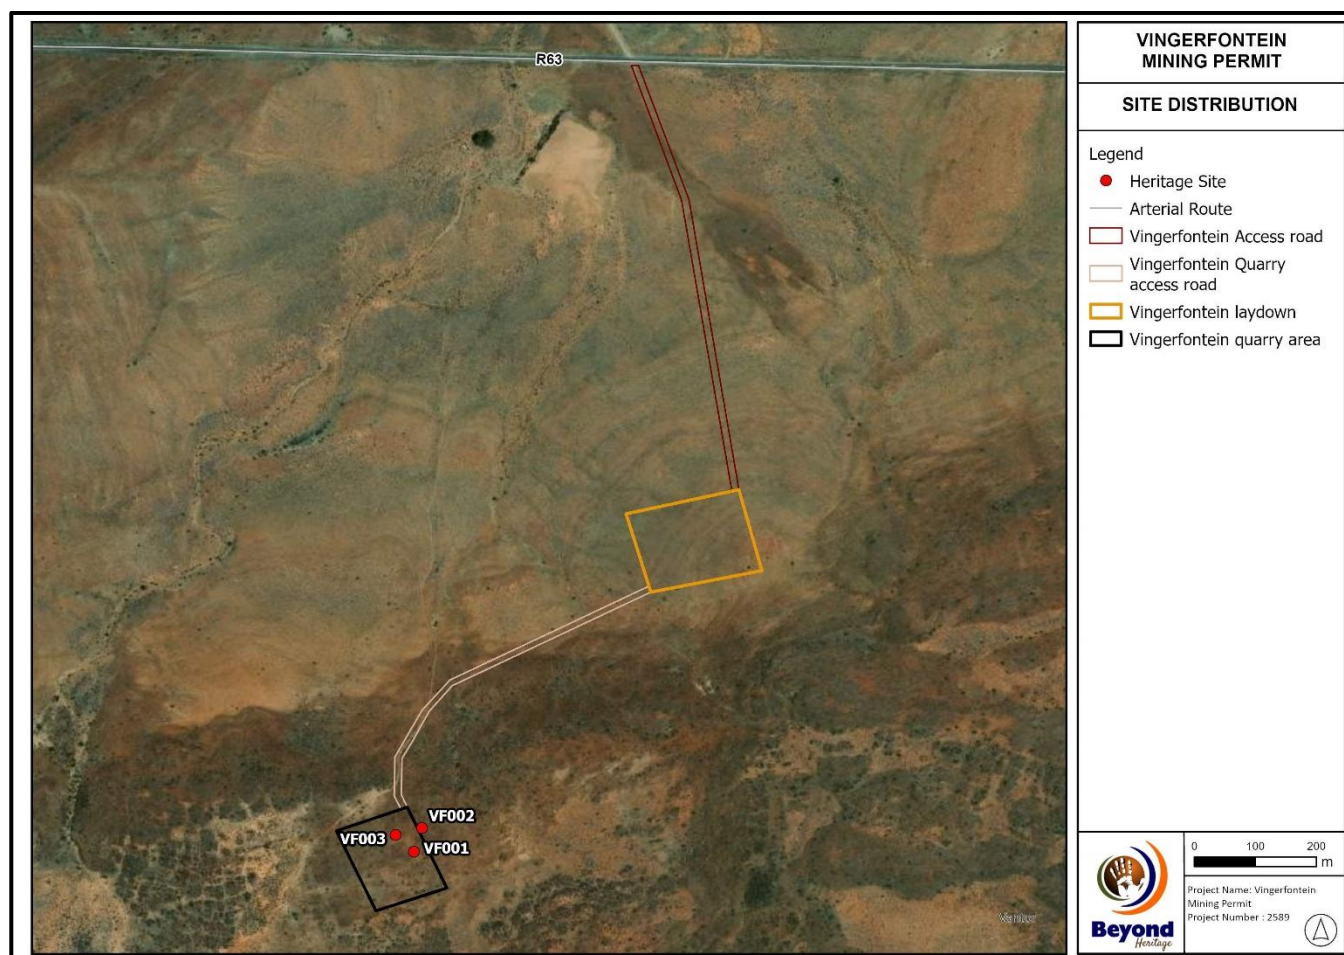 R63
VF002
VF003
VF001
Vantor
VINGERFONTEIN
MINING PERMIT
SITE DISTRIBUTION
Legend
Heritage Site
Arterial Route
Vingerfontein Access road
Vingerfontein Quarry
access road
Vingerfontein laydown
Vingerfontein quarry area
Beyond
Heritage
0 100 200
m
Project Name: Vingerfontein
Mining Permit
Project Number : 2589